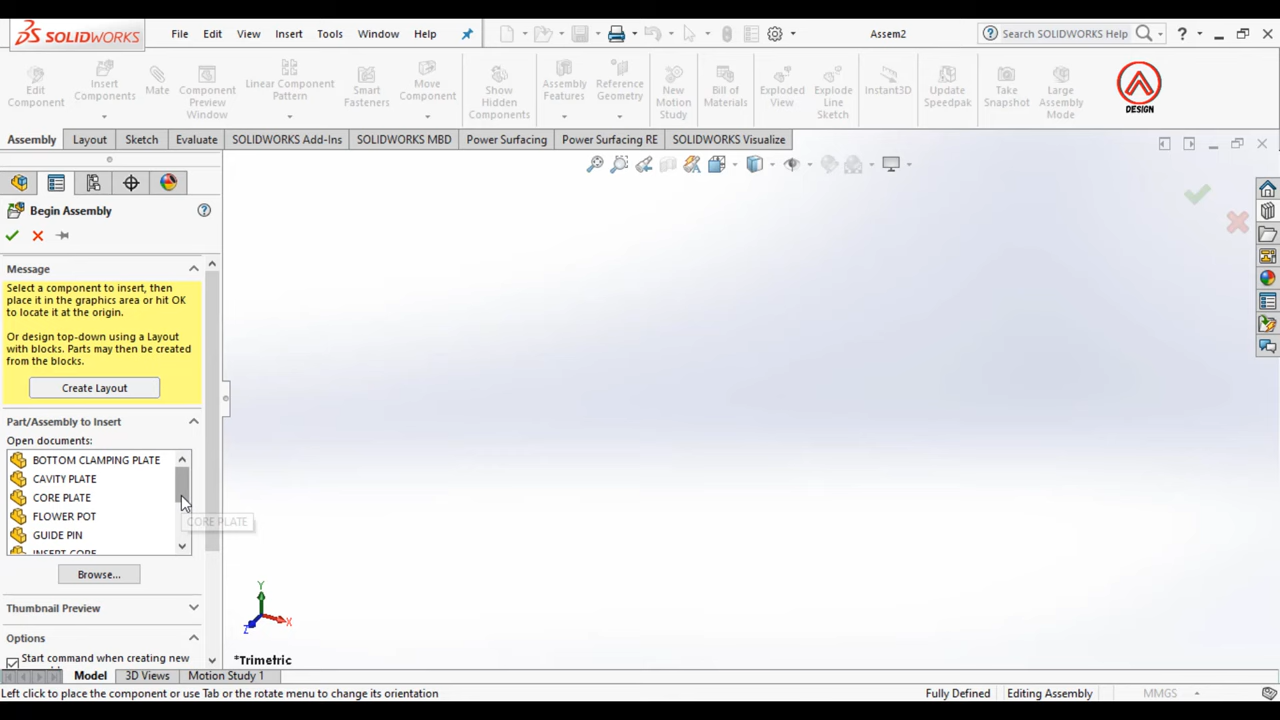 SOLIDWORKS File Edit View Insert Tools Window Help Assem2 Search SOLIDWORKS Help ?
Edit Component Insert Components Mate Component Preview Window Linear Component Pattern Smart Fasteners Move Component Show Hidden Components Assembly Features Reference Geometry New Motion Study Bill of Materials Exploded View Explode Line Sketch Instant3D Update Speedpak Take Snapshot Large Assembly Mode DESIGN
Assembly Layout Sketch Evaluate SOLIDWORKS Add-Ins SOLIDWORKS MBD Power Surfacing Power Surfacing RE SOLIDWORKS Visualize
Begin Assembly ?
Message
Select a component to insert, then
place it in the graphics area or hit OK
to locate it at the origin.
Or design top-down using a Layout
with blocks. Parts may then be created
from the blocks.
Create Layout
Part/Assembly to Insert
Open documents:
BOTTOM CLAMPING PLATE
CAVITY PLATE
CORE PLATE
FLOWER POT
CORE PLATE
GUIDE PIN
INSERT CORE
Browse...
Thumbnail Preview
Options
Start command when creating new
Y
X
Z
*Trimetric
Model 3D Views Motion Study 1
Left click to place the component or use Tab or the rotate menu to change its orientation Fully Defined Editing Assembly MMGS